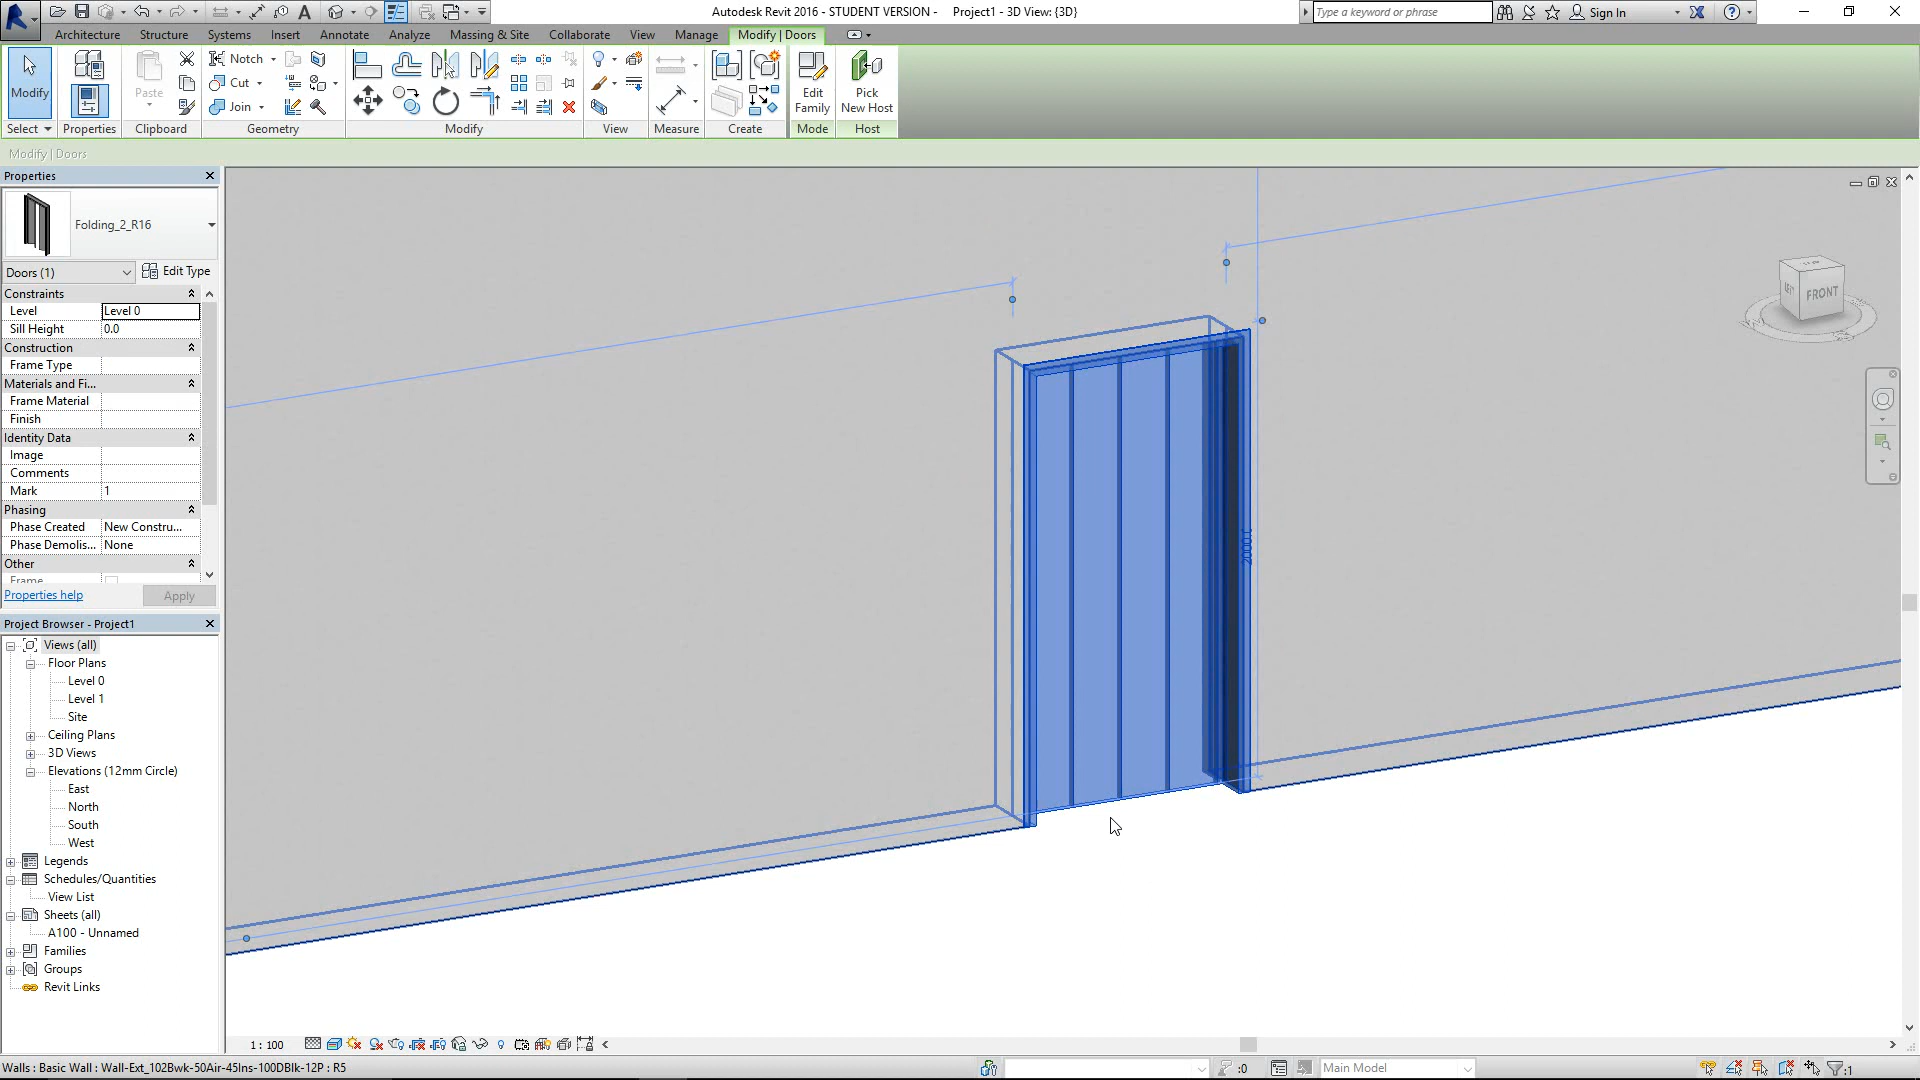 Autodesk Revit 2016 - STUDENT VERSION - Project1 - 3D View: {3D}
Type a keyword or phrase
Sign In
Architecture Structure Systems Insert Annotate Analyze Massing & Site Collaborate View Manage Modify | Doors
Modify
Paste
Notch
Cut
Join
Edit Family
Pick New Host
Select Properties Clipboard Geometry Modify View Measure Create Mode Host
Modify | Doors
Properties
Folding_2_R16
Doors (1) Edit Type
Constraints
Level Level 0
Sill Height 0.0
Construction
Frame Type
Materials and Fi...
Frame Material
Finish
Identity Data
Image
Comments
Mark 1
Phasing
Phase Created New Constru...
Phase Demolis... None
Other
Frame
Properties help Apply
Project Browser - Project1
Views (all)
Floor Plans
Level 0
Level 1
Site
Ceiling Plans
3D Views
Elevations (12mm Circle)
East
North
South
West
Legends
Schedules/Quantities
View List
Sheets (all)
A100 - Unnamed
Families
Groups
Revit Links
LEFT FRONT
1 : 100
Walls : Basic Wall : Wall-Ext_102Bwk-50Air-45Ins-100DBlk-12P : R5
:0
Main Model
:1